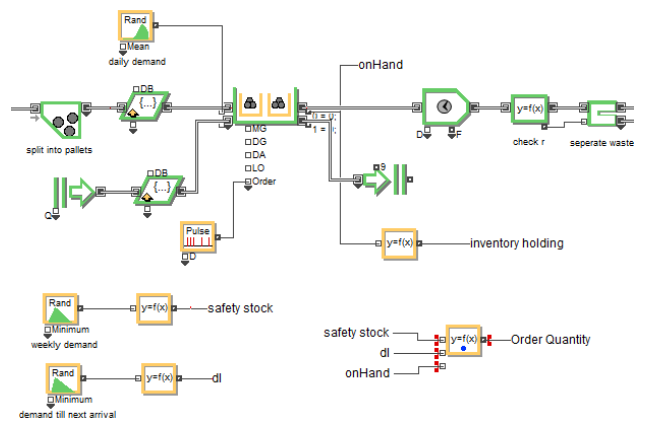 Rand
Mean
daily demand
onHand
DB
{...}
0 = 0;
1 = 0;
y=f(x)
D
F
check r
seperate waste
split into pallets
MG
DG
DA
LO
Order
DB
{...}
9
Q
Pulse
D
y=f(x)
inventory holding
Rand
Minimum
weekly demand
y=f(x)
safety stock
safety stock
dl
onHand
y=f(x)
Order Quantity
Rand
Minimum
demand till next arrival
y=f(x)
dl